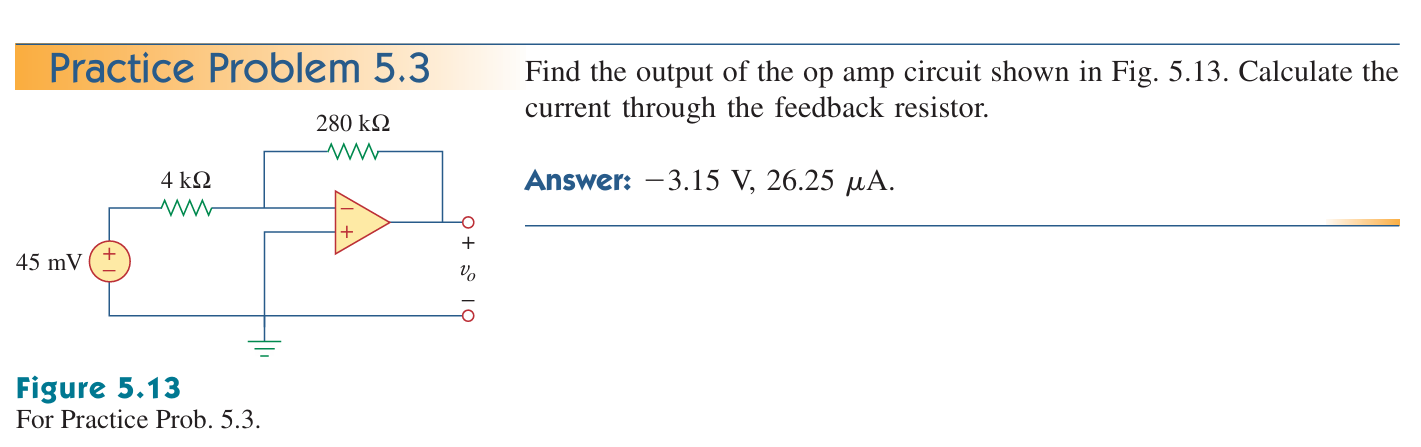 Practice Problem 5.3
Find the output of the op amp circuit shown in Fig. 5.13. Calculate the
current through the feedback resistor.
Answer: −3.15 V, 26.25 μA.
280 kΩ
4 kΩ
−
+
45 mV
+
−
+
vₒ
−
Figure 5.13
For Practice Prob. 5.3.